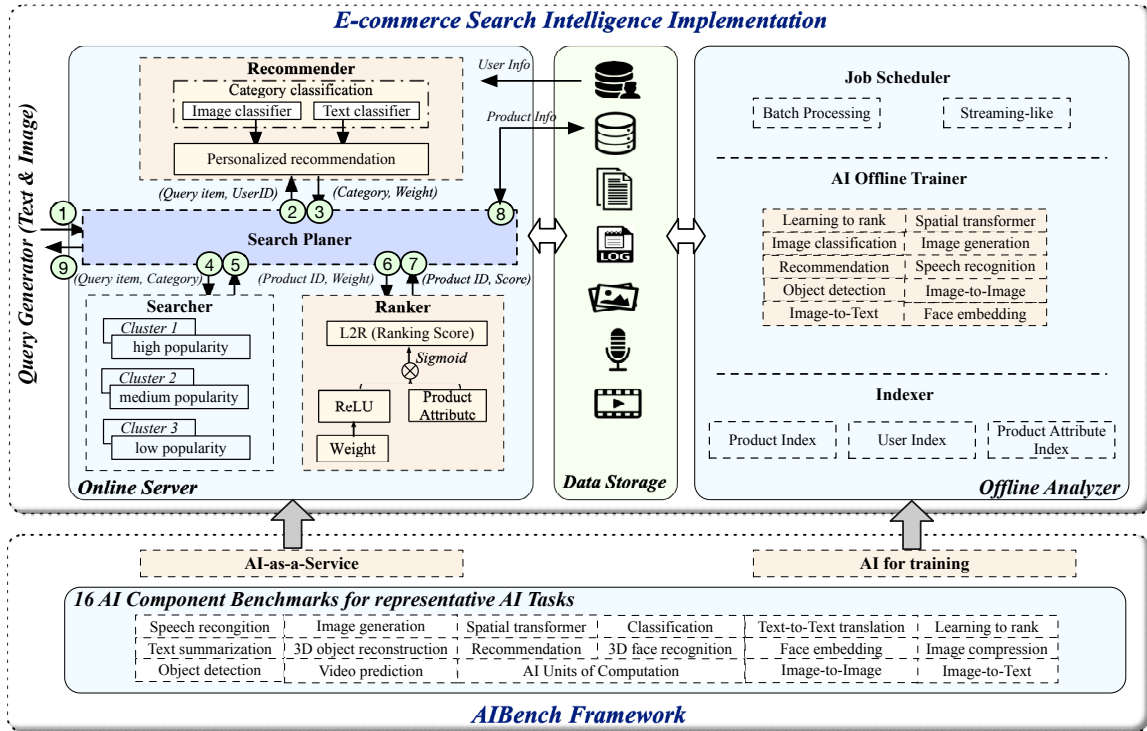 E-commerce Search Intelligence Implementation
Query Generator (Text & Image)
Recommender
Category classification
Image classifier
Text classifier
Personalized recommendation
(Query item, UserID)
(Category, Weight)
User Info
Product Info
1
2
3
8
Search Planer
9
4
5
6
7
(Query item, Category)
(Product ID, Weight)
(Product ID, Score)
Searcher
Cluster 1
high popularity
Cluster 2
medium popularity
Cluster 3
low popularity
Ranker
L2R (Ranking Score)
Sigmoid
ReLU
Product
Attribute
Weight
Online Server
LOG
Data Storage
Job Scheduler
Batch Processing
Streaming-like
AI Offline Trainer
Learning to rank
Spatial transformer
Image classification
Image generation
Recommendation
Speech recognition
Object detection
Image-to-Image
Image-to-Text
Face embedding
Indexer
Product Index
User Index
Product Attribute
Index
Offline Analyzer
AI-as-a-Service
AI for training
16 AI Component Benchmarks for representative AI Tasks
Speech recongition
Image generation
Spatial transformer
Classification
Text-to-Text translation
Learning to rank
Text summarization
3D object reconstruction
Recommendation
3D face recognition
Face embedding
Image compression
Object detection
Video prediction
AI Units of Computation
Image-to-Image
Image-to-Text
AIBench Framework